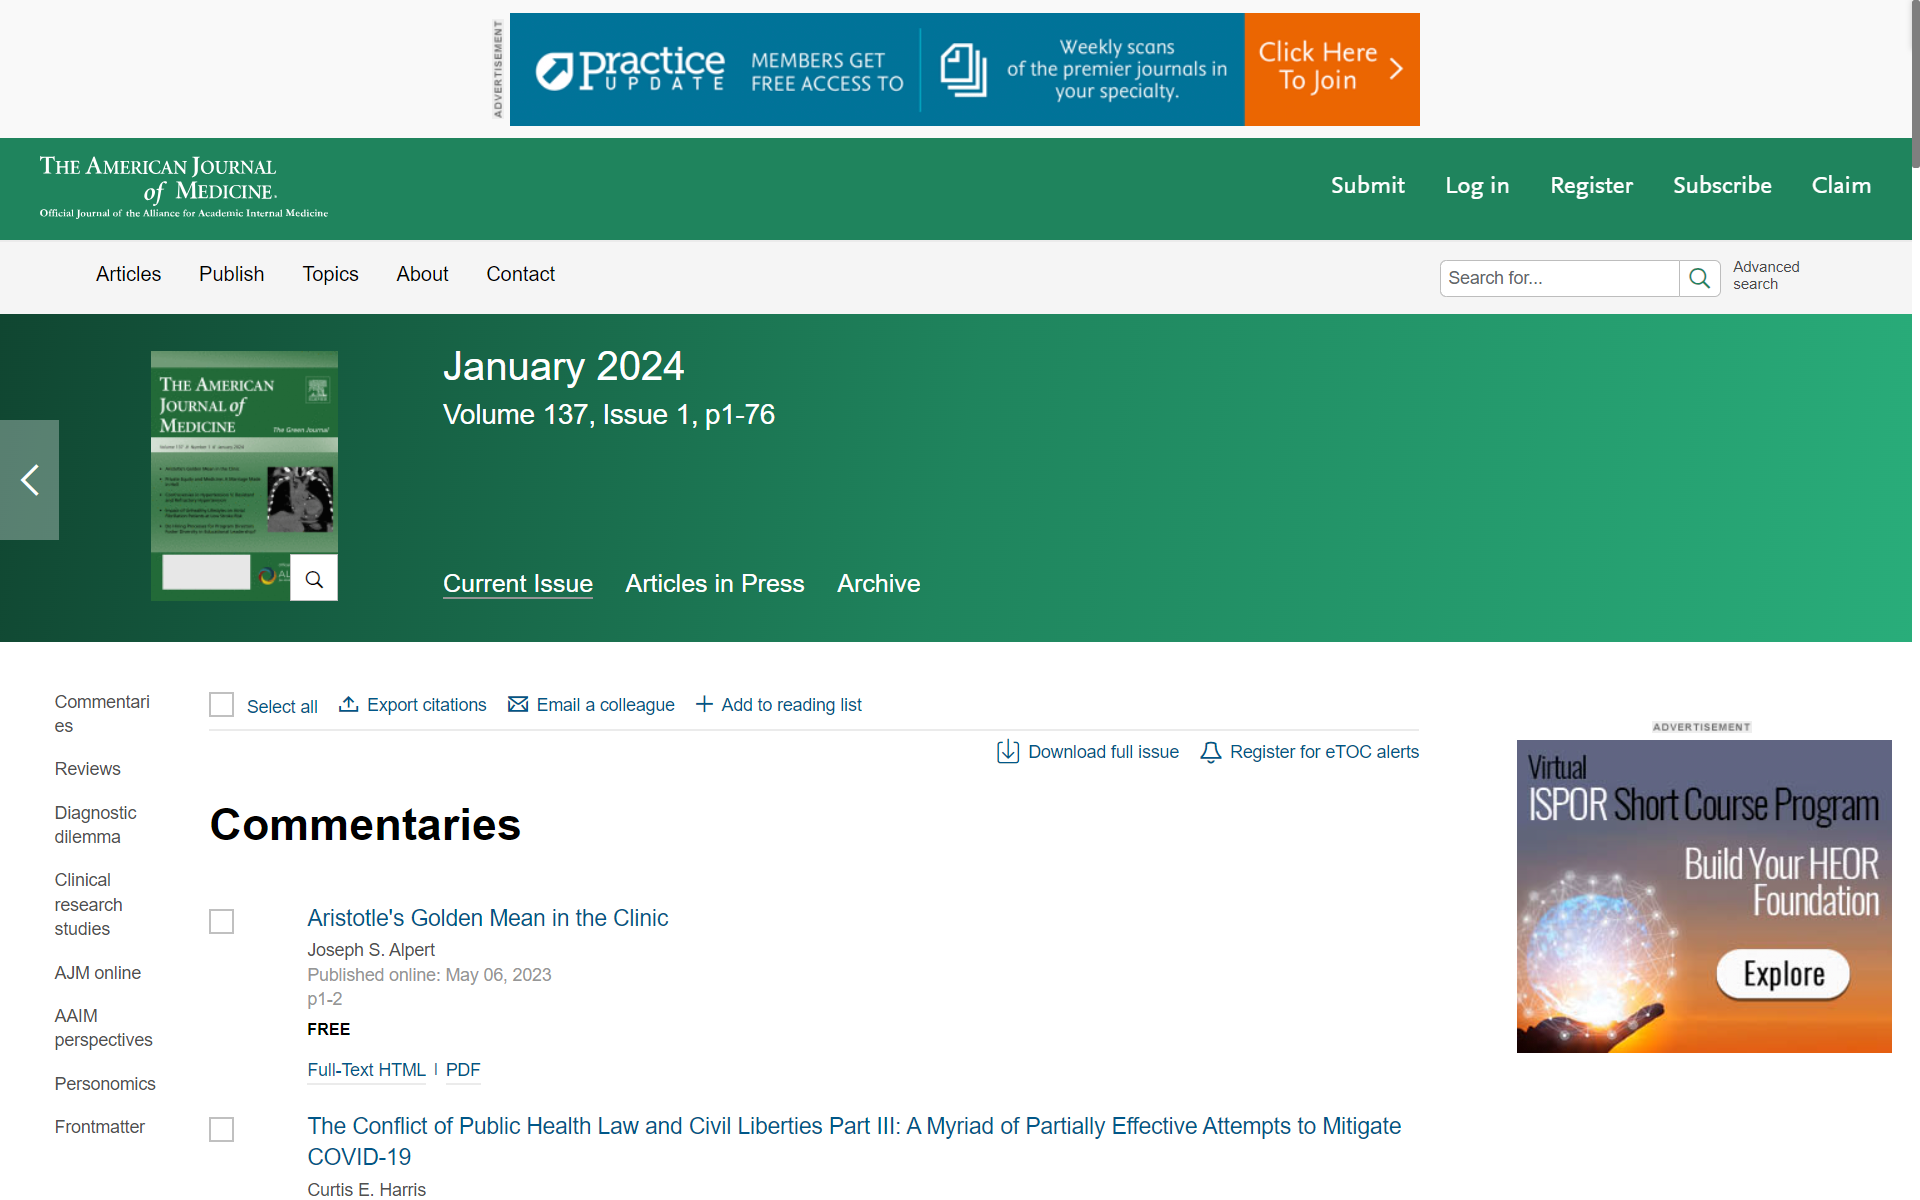 ADVERTISEMENT
practice
UPDATE
MEMBERS GET
FREE ACCESS TO
Weekly scans
of the premier journals in
your specialty.
Click Here
To Join
THE AMERICAN JOURNAL
of MEDICINE.
Official Journal of the Alliance for Academic Internal Medicine
Submit
Log in
Register
Subscribe
Claim
Articles
Publish
Topics
About
Contact
Search for...
Advanced
search
THE AMERICAN
JOURNAL of
MEDICINE
The Green Journal
January 2024
Volume 137, Issue 1, p1-76
Current Issue
Articles in Press
Archive
Commentari
es
Reviews
Diagnostic
dilemma
Clinical
research
studies
AJM online
AAIM
perspectives
Personomics
Frontmatter
Select all
Export citations
Email a colleague
Add to reading list
Download full issue
Register for eTOC alerts
Commentaries
Aristotle's Golden Mean in the Clinic
Joseph S. Alpert
Published online: May 06, 2023
p1-2
FREE
Full-Text HTML
PDF
The Conflict of Public Health Law and Civil Liberties Part III: A Myriad of Partially Effective Attempts to Mitigate
COVID-19
Curtis E. Harris
ADVERTISEMENT
Virtual
ISPOR Short Course Program
Build Your HEOR
Foundation
Explore